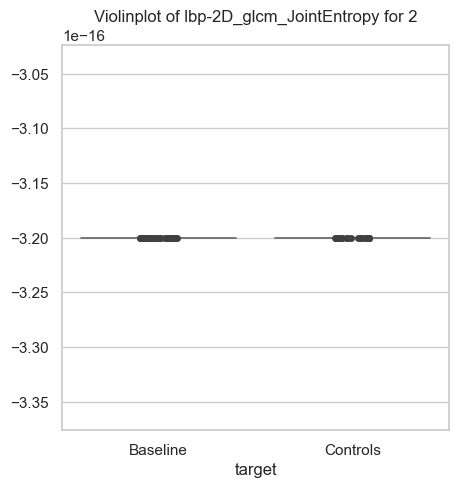 Violinplot of lbp-2D_glcm_JointEntropy for 2
1e−16
−3.05
−3.10
−3.15
−3.20
−3.25
−3.30
−3.35
Baseline Controls
target